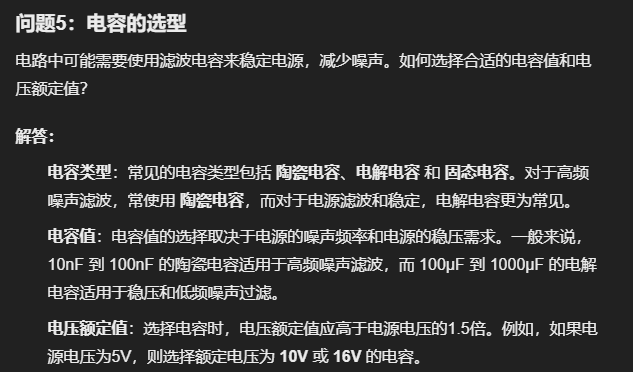 问题5：电容的选型
电路中可能需要使用滤波电容来稳定电源，减少噪声。如何选择合适的电容值和电
压额定值？
解答：
电容类型：常见的电容类型包括 陶瓷电容、电解电容 和 固态电容。对于高频
噪声滤波，常使用 陶瓷电容，而对于电源滤波和稳定，电解电容更为常见。
电容值：电容值的选择取决于电源的噪声频率和电源的稳压需求。一般来说，
10nF 到 100nF 的陶瓷电容适用于高频噪声滤波，而 100μF 到 1000μF 的电解
电容适用于稳压和低频噪声过滤。
电压额定值：选择电容时，电压额定值应高于电源电压的1.5倍。例如，如果电
源电压为5V，则选择额定电压为 10V 或 16V 的电容。